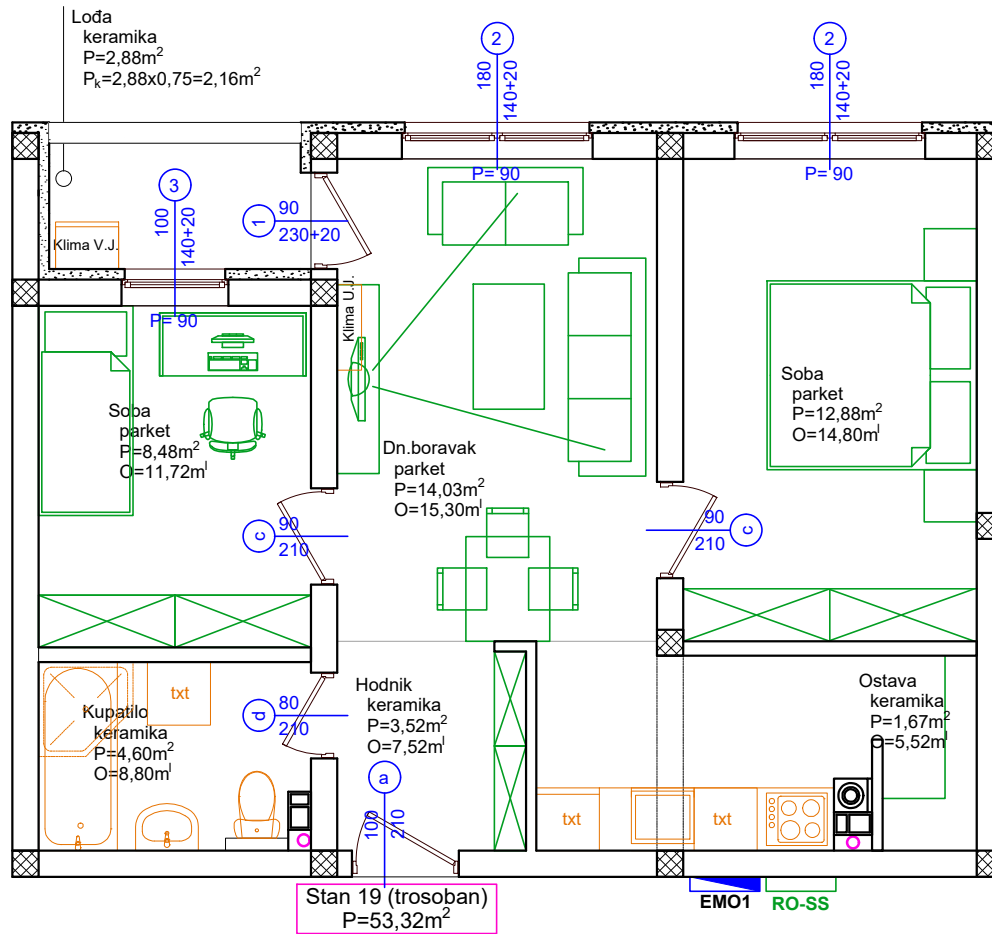 Lođa
keramika
P=2,88m²
Pₖ=2,88x0,75=2,16m²
2
180
140+20
P= 90
2
180
140+20
P= 90
3
100
140+20
P= 90
1
90
230+20
Klima V.J.
Klima U.J.
Soba
parket
P=8,48m²
O=11,72mˡ
Dn.boravak
parket
P=14,03m²
O=15,30mˡ
Soba
parket
P=12,88m²
O=14,80mˡ
c
90
210
90
210
c
Kupatilo
keramika
P=4,60m²
O=8,80mˡ
txt
d
80
210
Hodnik
keramika
P=3,52m²
O=7,52mˡ
a
100
210
Ostava
keramika
P=1,67m²
O=5,52mˡ
txt
txt
Stan 19 (trosoban)
P=53,32m²
EMO1
RO-SS